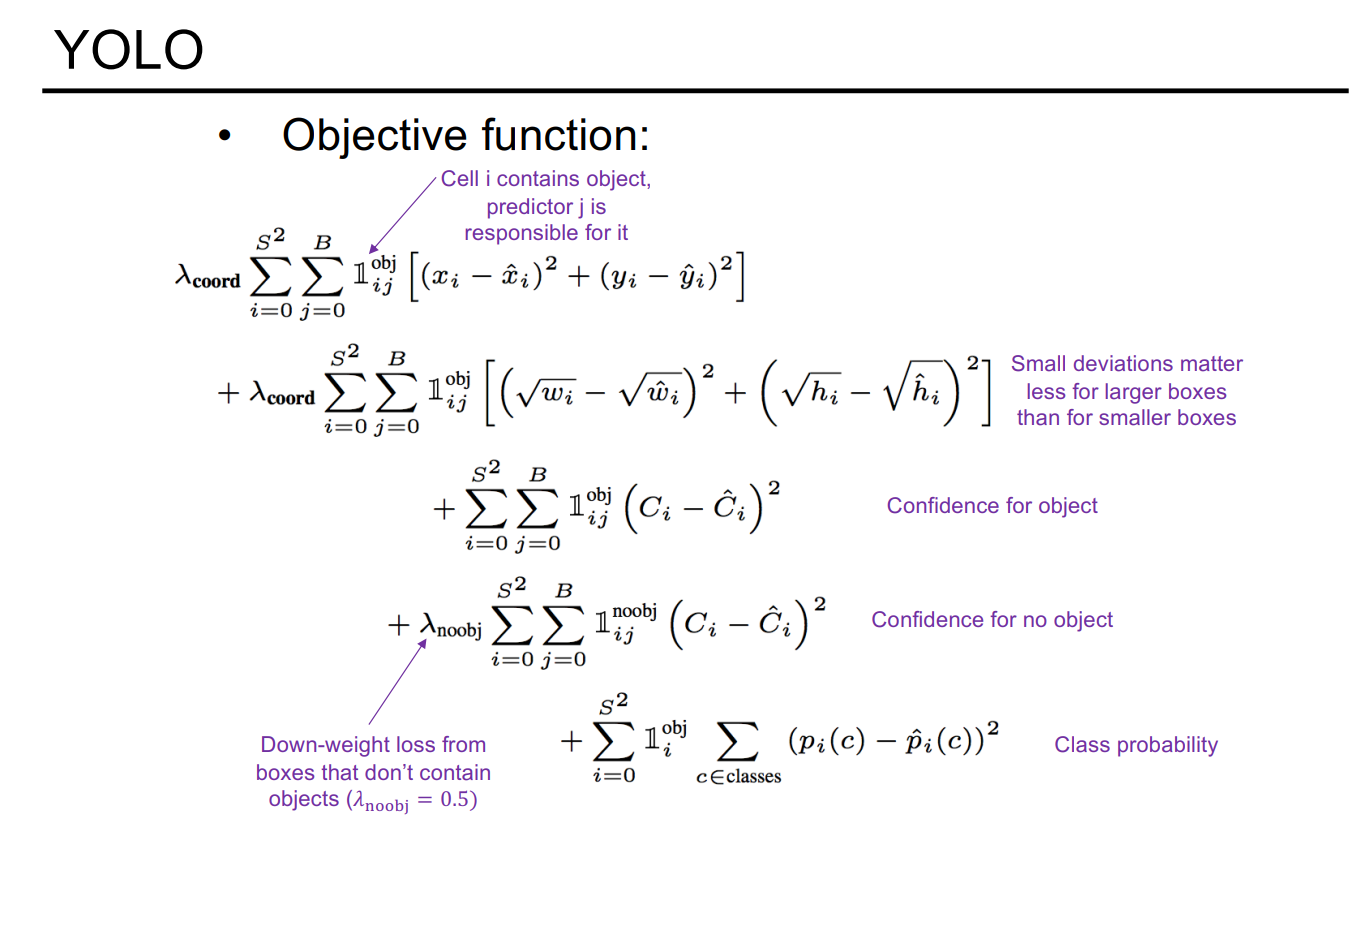 YOLO
• Objective function:
Cell i contains object,
predictor j is
responsible for it
$\lambda_{\textbf{coord}} \sum_{i=0}^{S^2} \sum_{j=0}^{B} \mathbb{1}_{ij}^{\text{obj}} \left[ (x_i - \hat{x}_i)^2 + (y_i - \hat{y}_i)^2 \right]$
$+ \lambda_{\textbf{coord}} \sum_{i=0}^{S^2} \sum_{j=0}^{B} \mathbb{1}_{ij}^{\text{obj}} \left[ \left( \sqrt{w_i} - \sqrt{\hat{w}_i} \right)^2 + \left( \sqrt{h_i} - \sqrt{\hat{h}_i} \right)^2 \right]$
Small deviations matter
less for larger boxes
than for smaller boxes
$+ \sum_{i=0}^{S^2} \sum_{j=0}^{B} \mathbb{1}_{ij}^{\text{obj}} \left( C_i - \hat{C}_i \right)^2$
Confidence for object
$+ \lambda_{\text{noobj}} \sum_{i=0}^{S^2} \sum_{j=0}^{B} \mathbb{1}_{ij}^{\text{noobj}} \left( C_i - \hat{C}_i \right)^2$
Confidence for no object
$+ \sum_{i=0}^{S^2} \mathbb{1}_{i}^{\text{obj}} \sum_{c \in \text{classes}} (p_i(c) - \hat{p}_i(c))^2$
Class probability
Down-weight loss from
boxes that don’t contain
objects ($\lambda_{\text{noobj}} = 0.5$)